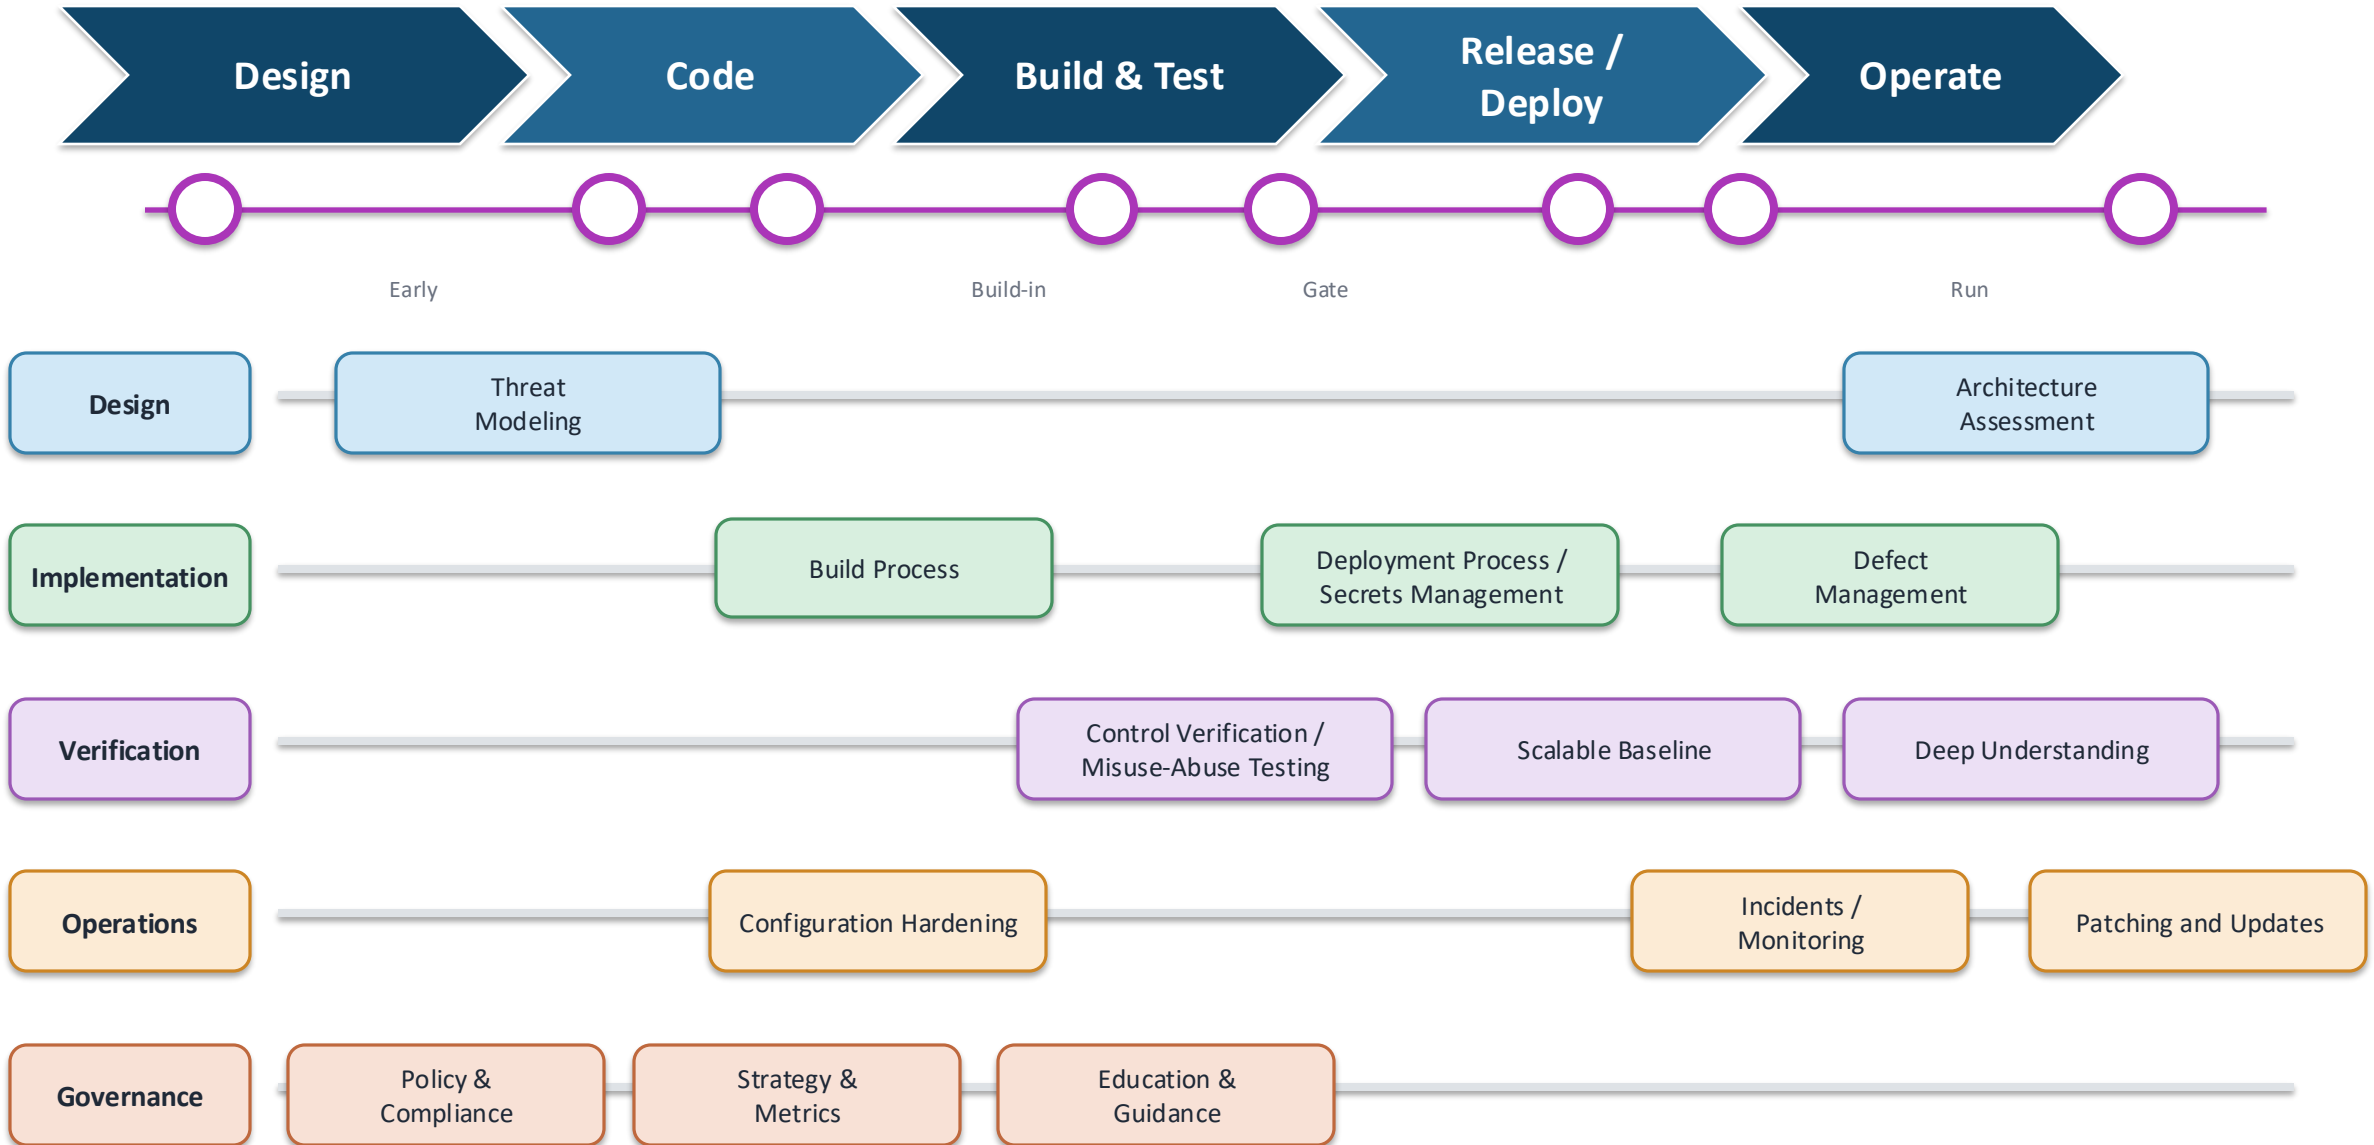 Design
Code
Build & Test
Release /
Deploy
Operate
Early
Build-in
Gate
Run
Design
Threat
Modeling
Architecture
Assessment
Implementation
Build Process
Deployment Process /
Secrets Management
Defect
Management
Verification
Control Verification /
Misuse-Abuse Testing
Scalable Baseline
Deep Understanding
Operations
Configuration Hardening
Incidents /
Monitoring
Patching and Updates
Governance
Policy &
Compliance
Strategy &
Metrics
Education &
Guidance